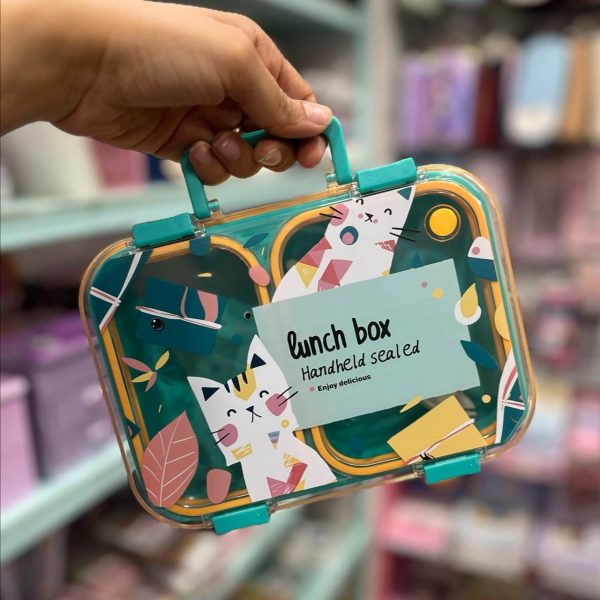 lunch box
Handheld sealed
Enjoy delicious